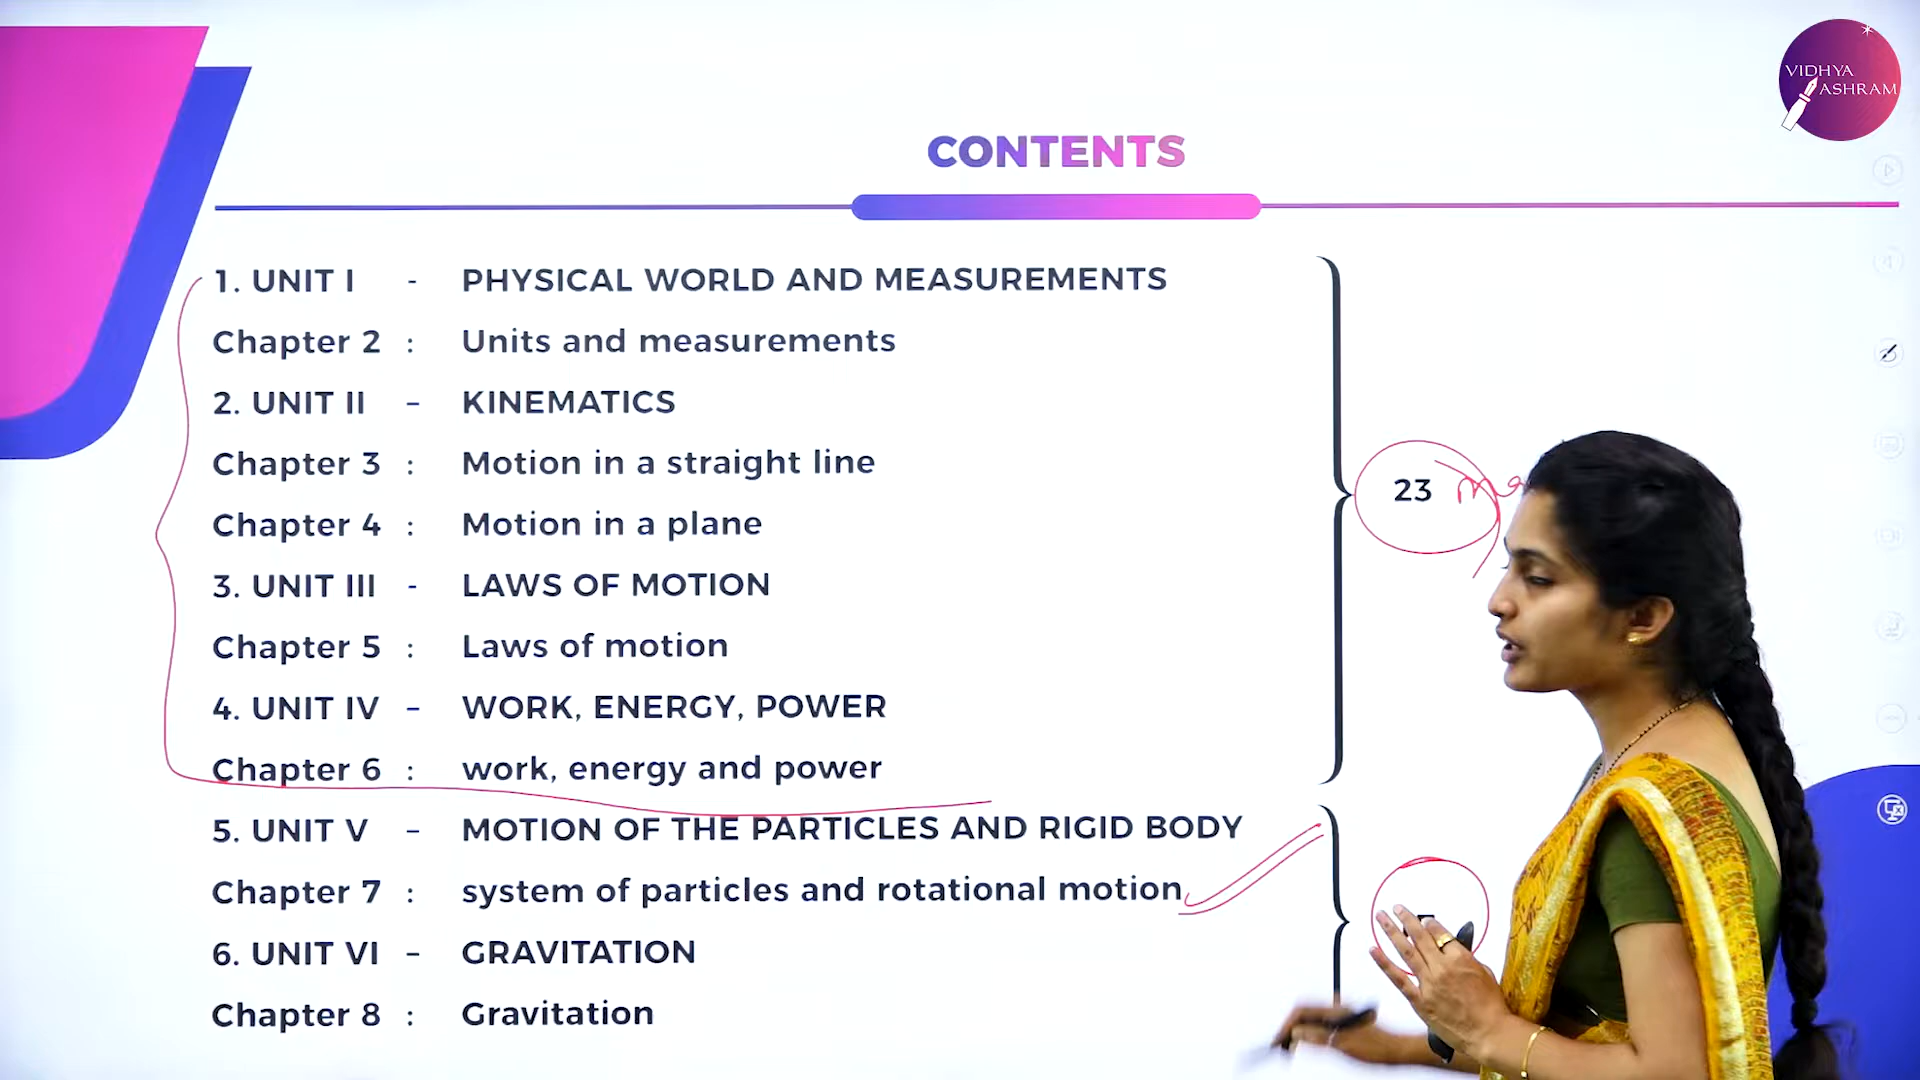 VIDHYA
ASHRAM
CONTENTS
1. UNIT I - PHYSICAL WORLD AND MEASUREMENTS
Chapter 2 : Units and measurements
2. UNIT II – KINEMATICS
Chapter 3 : Motion in a straight line
Chapter 4 : Motion in a plane
23
3. UNIT III - LAWS OF MOTION
Chapter 5 : Laws of motion
4. UNIT IV – WORK, ENERGY, POWER
Chapter 6 : work, energy and power
5. UNIT V – MOTION OF THE PARTICLES AND RIGID BODY
Chapter 7 : system of particles and rotational motion
6. UNIT VI – GRAVITATION
Chapter 8 : Gravitation